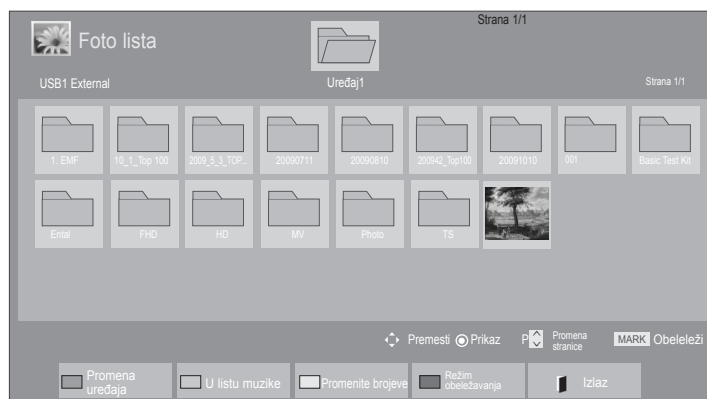 Strana 1/1
Foto lista
USB1 External
Uređaj1
Strana 1/1
1. EMF
10_1_Top 100
2009_5_3_TOP...
20090711
20090810
200942_Top100
20091010
001
Basic Test Kit
Ental
FHD
HD
MV
Photo
TS
Premesti
Prikaz
P
Promena
stranice
MARK
Obeleleži
Promena
uređaja
U listu muzike
Promenite brojeve
Režim
obeležavanja
Izlaz